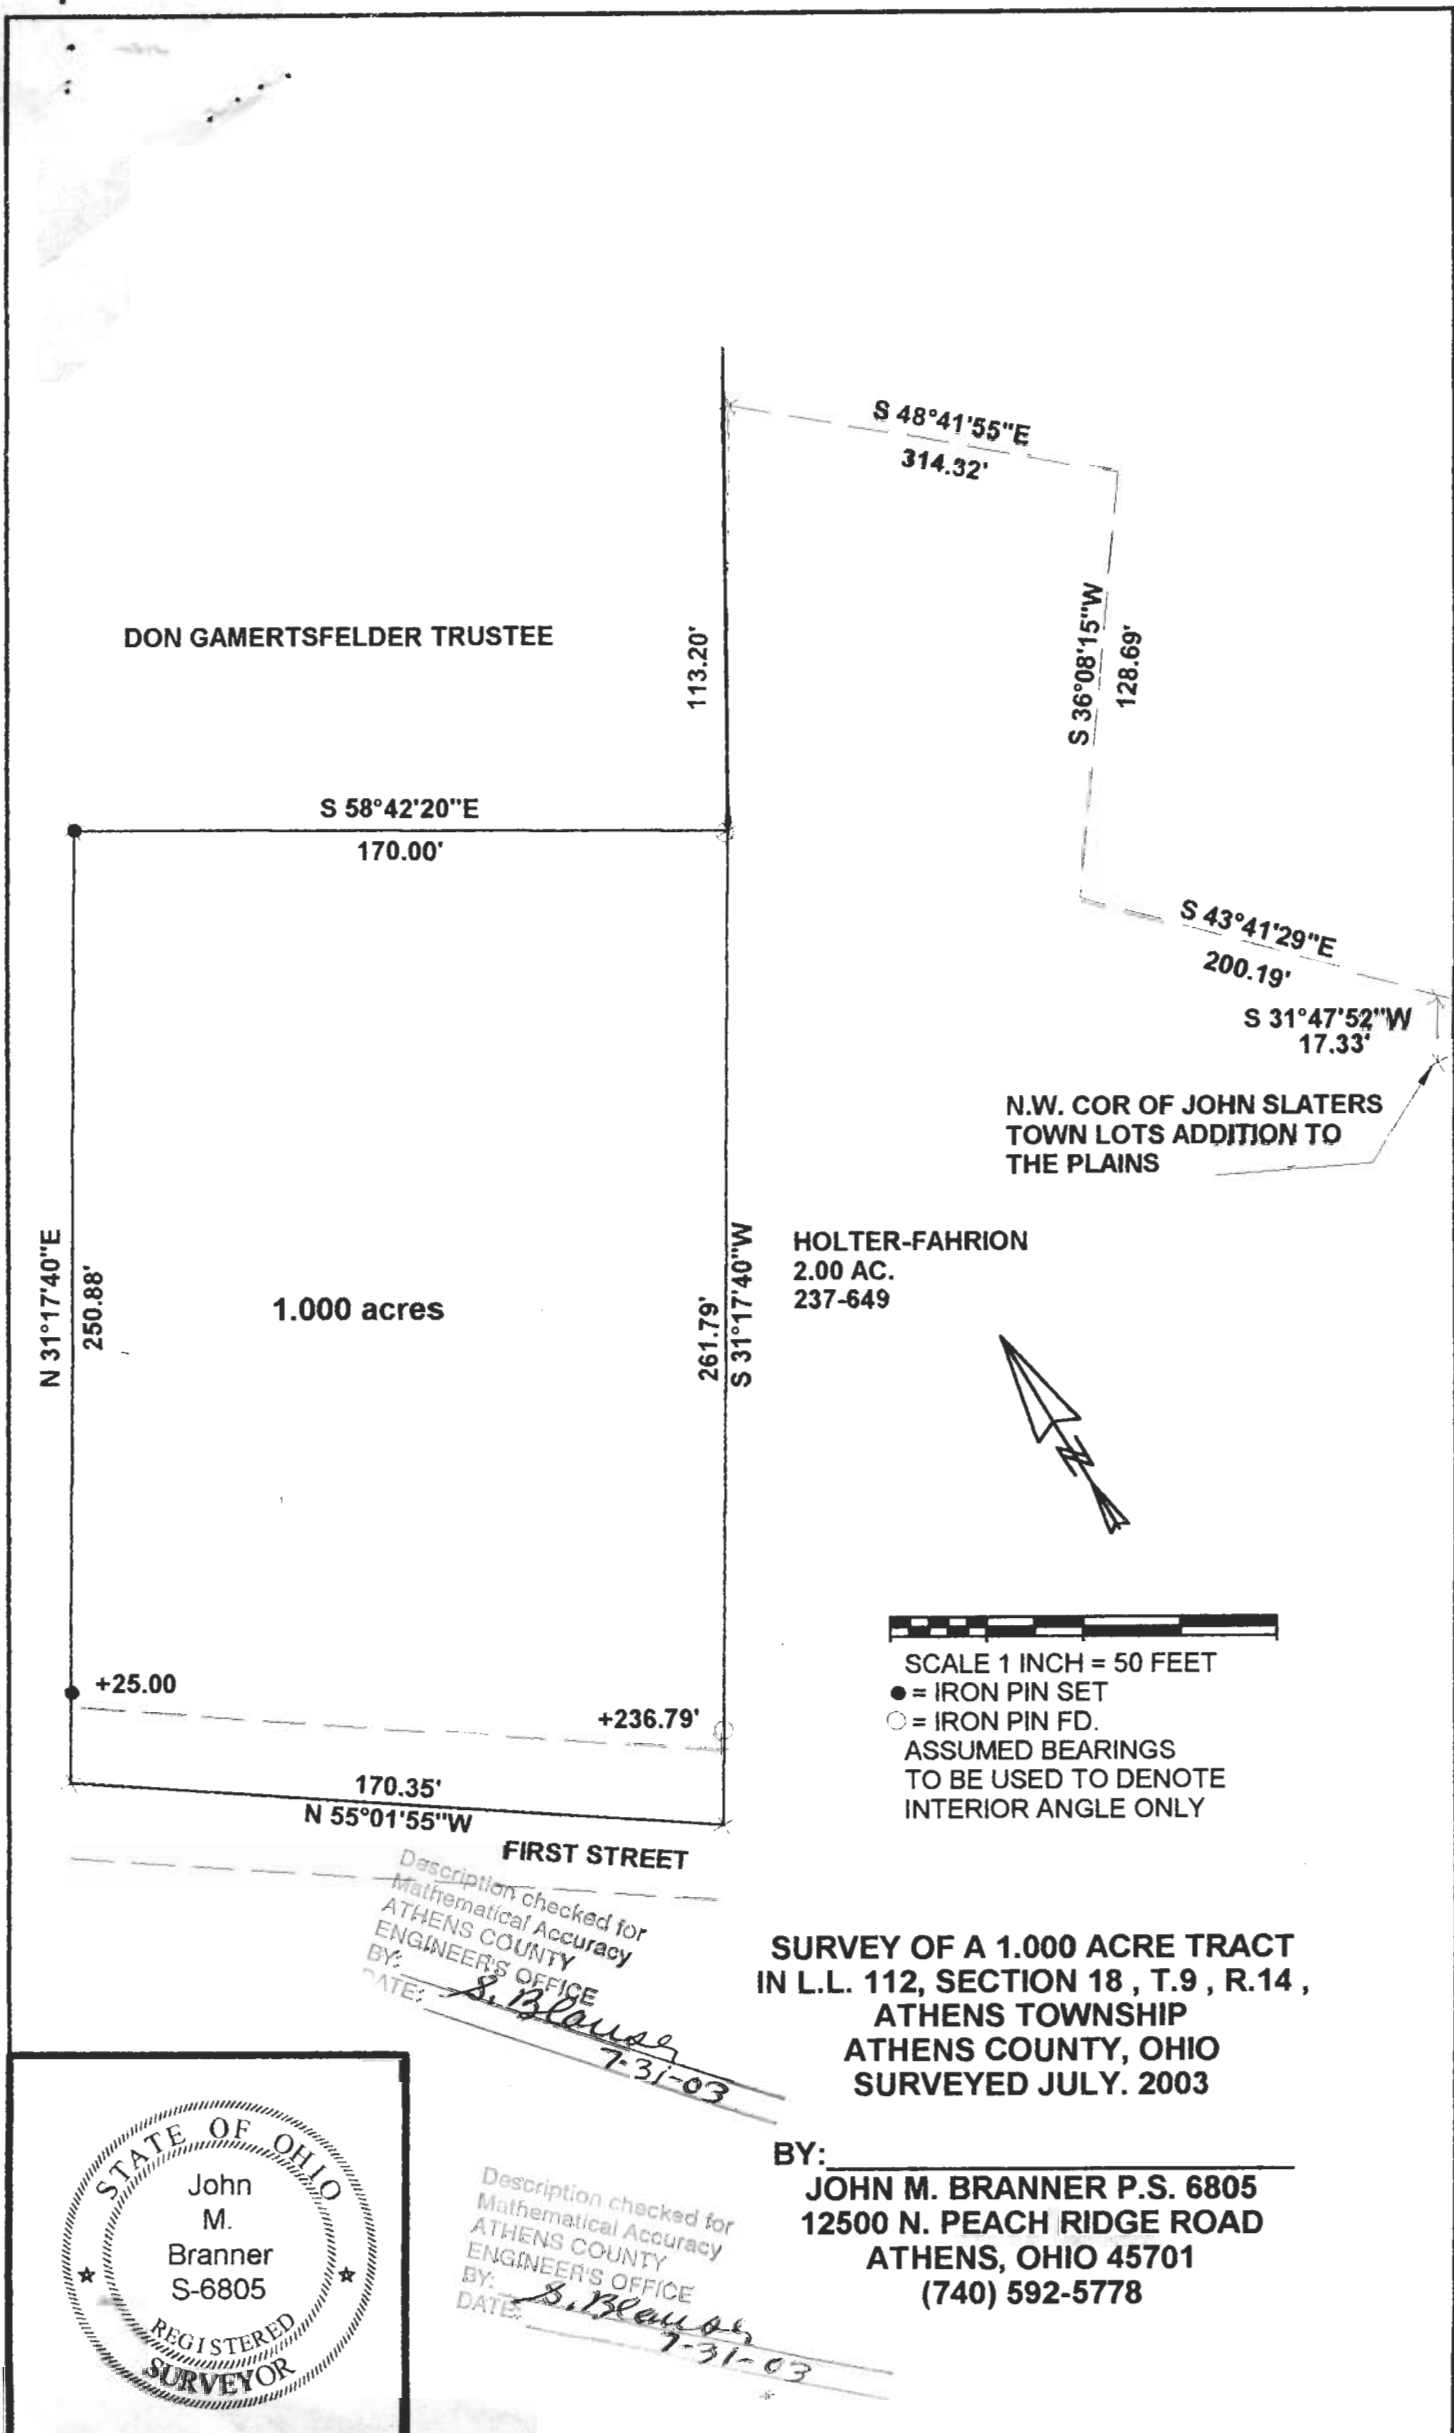 S 48°41'55"E
314.32'
S 36°08'15"W
128.69'
DON GAMERTSFELDER TRUSTEE
113.20'
S 58°42'20"E
170.00'
S 43°41'29"E
200.19'
S 31°47'52"W
17.33'
N.W. COR OF JOHN SLATERS
TOWN LOTS ADDITION TO
THE PLAINS
N 31°17'40"E
250.88'
1.000 acres
261.79'
S 31°17'40"W
HOLTER-FAHRION
2.00 AC.
237-649
N
SCALE 1 INCH = 50 FEET
= IRON PIN SET
= IRON PIN FD.
ASSUMED BEARINGS
TO BE USED TO DENOTE
INTERIOR ANGLE ONLY
+25.00
+236.79'
170.35'
N 55°01'55"W
FIRST STREET
Description checked for
Mathematical Accuracy
ATHENS COUNTY
ENGINEER'S OFFICE
BY: S. Blauser
DATE: 7-31-03
SURVEY OF A 1.000 ACRE TRACT
IN L.L. 112, SECTION 18 , T.9 , R.14 ,
ATHENS TOWNSHIP
ATHENS COUNTY, OHIO
SURVEYED JULY. 2003
BY:
JOHN M. BRANNER P.S. 6805
12500 N. PEACH RIDGE ROAD
ATHENS, OHIO 45701
(740) 592-5778
STATE OF OHIO
John
M.
Branner
S-6805
REGISTERED
SURVEYOR
Description checked for
Mathematical Accuracy
ATHENS COUNTY
ENGINEER'S OFFICE
BY: S. Blauser
DATE: 7-31-03